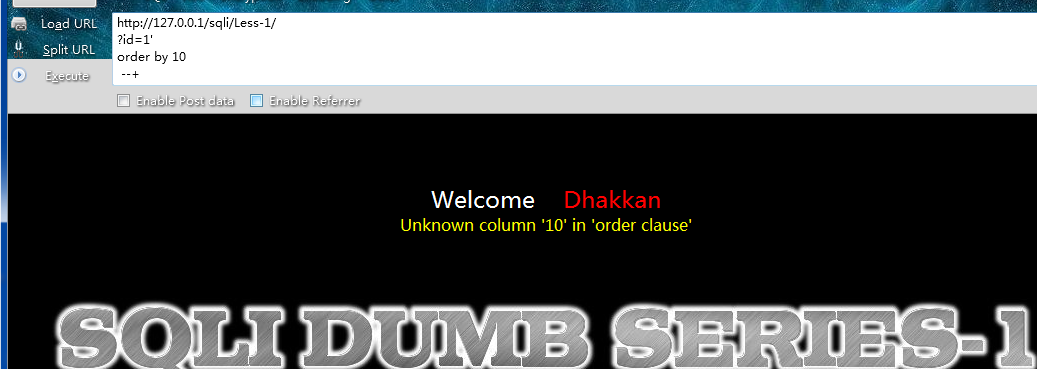 Load URL
http://127.0.0.1/sqli/Less-1/
?id=1'
Split URL
order by 10
Execute
--+
Enable Post data Enable Referrer
Welcome Dhakkan
Unknown column '10' in 'order clause'
SQLI DUMB SERIES-1